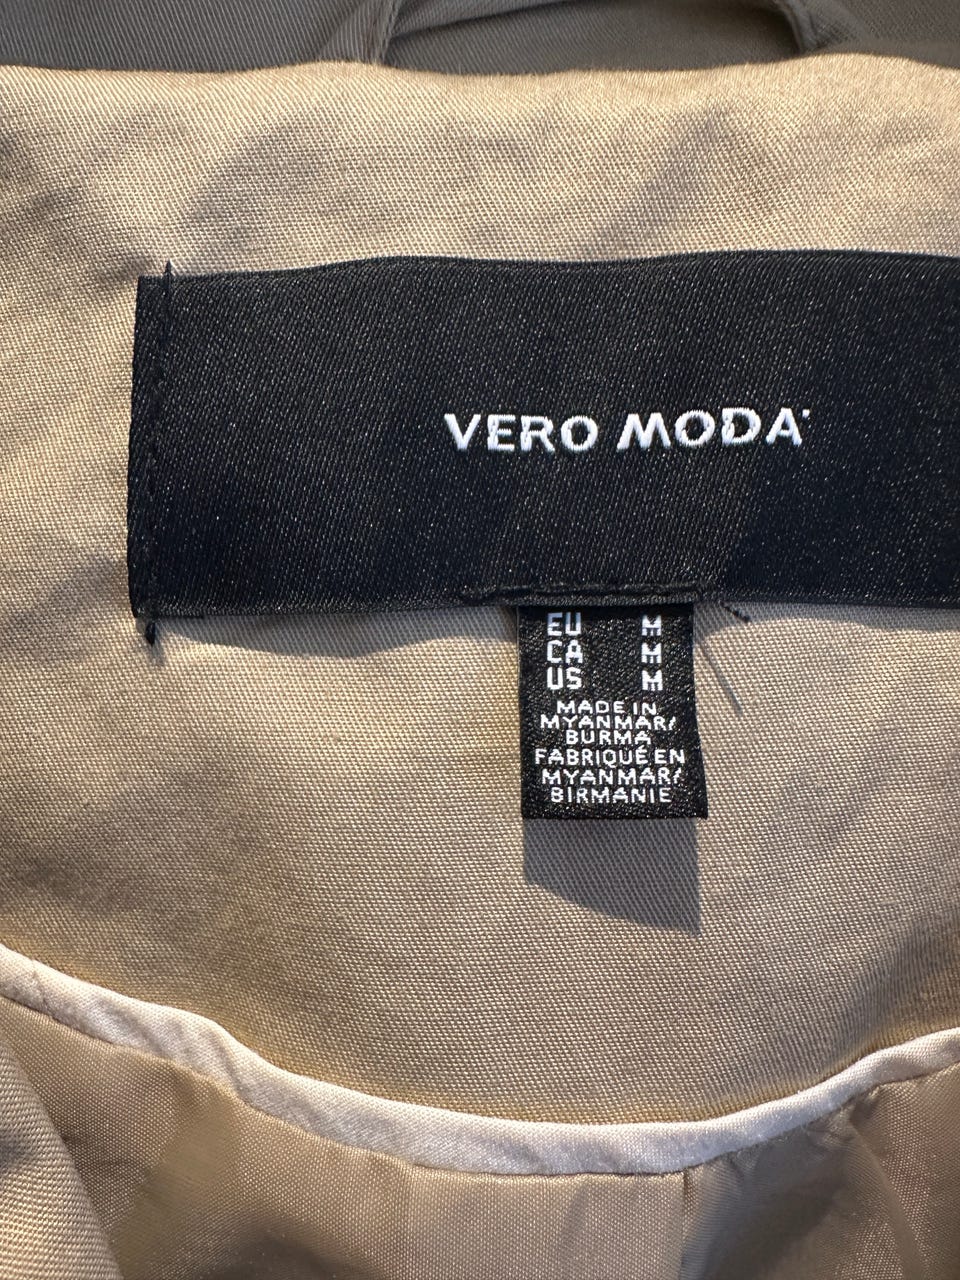 VERO MODA
EU M
CA M
US M
MADE IN
MYANMAR/
BURMA
FABRIQUÉ EN
MYANMAR/
BIRMANIE